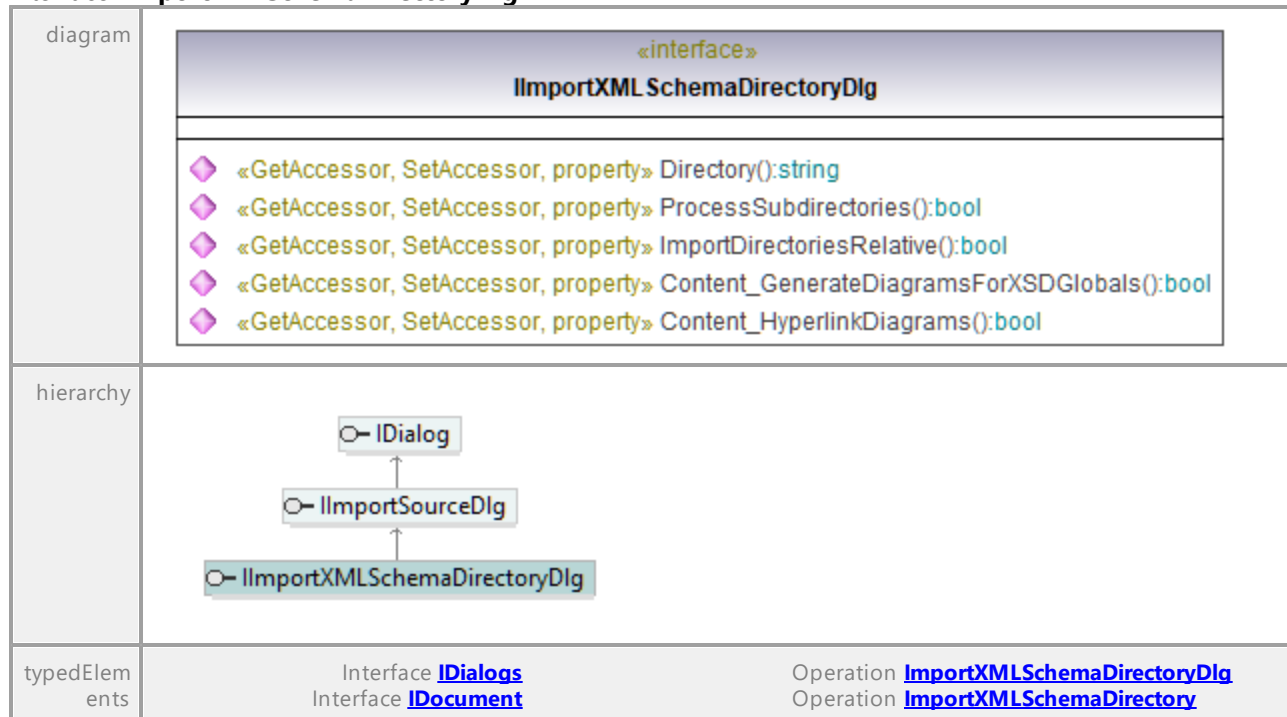 diagram
«interface»
IImportXMLSchemaDirectoryDlg
«GetAccessor, SetAccessor, property» Directory():string
«GetAccessor, SetAccessor, property» ProcessSubdirectories():bool
«GetAccessor, SetAccessor, property» ImportDirectoriesRelative():bool
«GetAccessor, SetAccessor, property» Content_GenerateDiagramsForXSDGlobals():bool
«GetAccessor, SetAccessor, property» Content_HyperlinkDiagrams():bool
hierarchy
IDialog
IImportSourceDlg
IImportXMLSchemaDirectoryDlg
typedElem
ents
Interface IDialogs Operation ImportXMLSchemaDirectoryDlg
Interface IDocument Operation ImportXMLSchemaDirectory